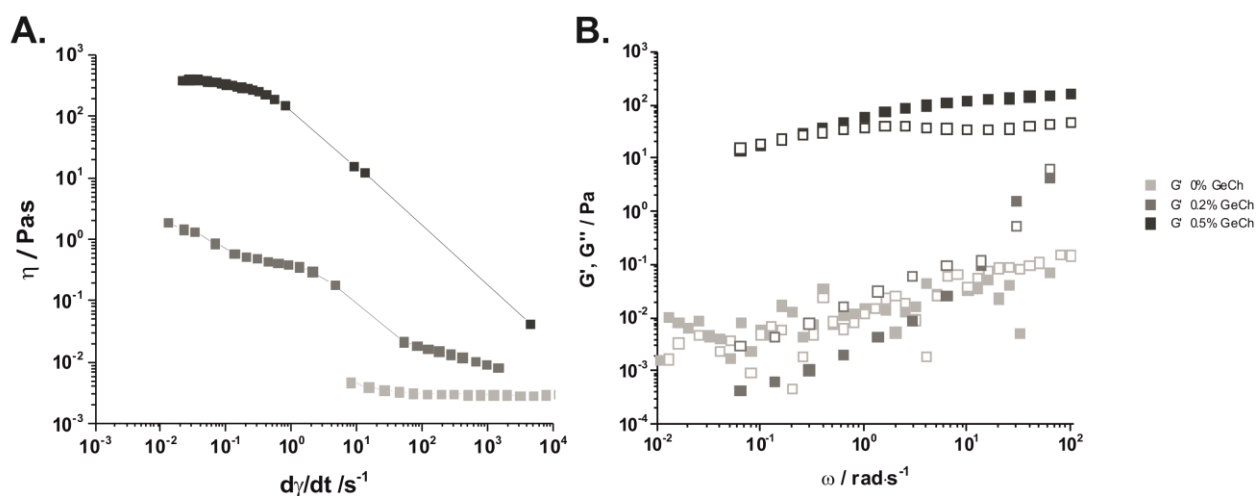 A.
10³
10²
10¹
10⁰
10⁻¹
10⁻²
10⁻³
η / Pa·s
10⁻³ 10⁻² 10⁻¹ 10⁰ 10¹ 10² 10³ 10⁴
dγ/dt /s⁻¹
B.
10³
10²
10¹
10⁰
10⁻¹
10⁻²
10⁻³
10⁻⁴
G', G'' / Pa
10⁻² 10⁻¹ 10⁰ 10¹ 10²
ω / rad·s⁻¹
G' 0% GeCh
G' 0.2% GeCh
G' 0.5% GeCh